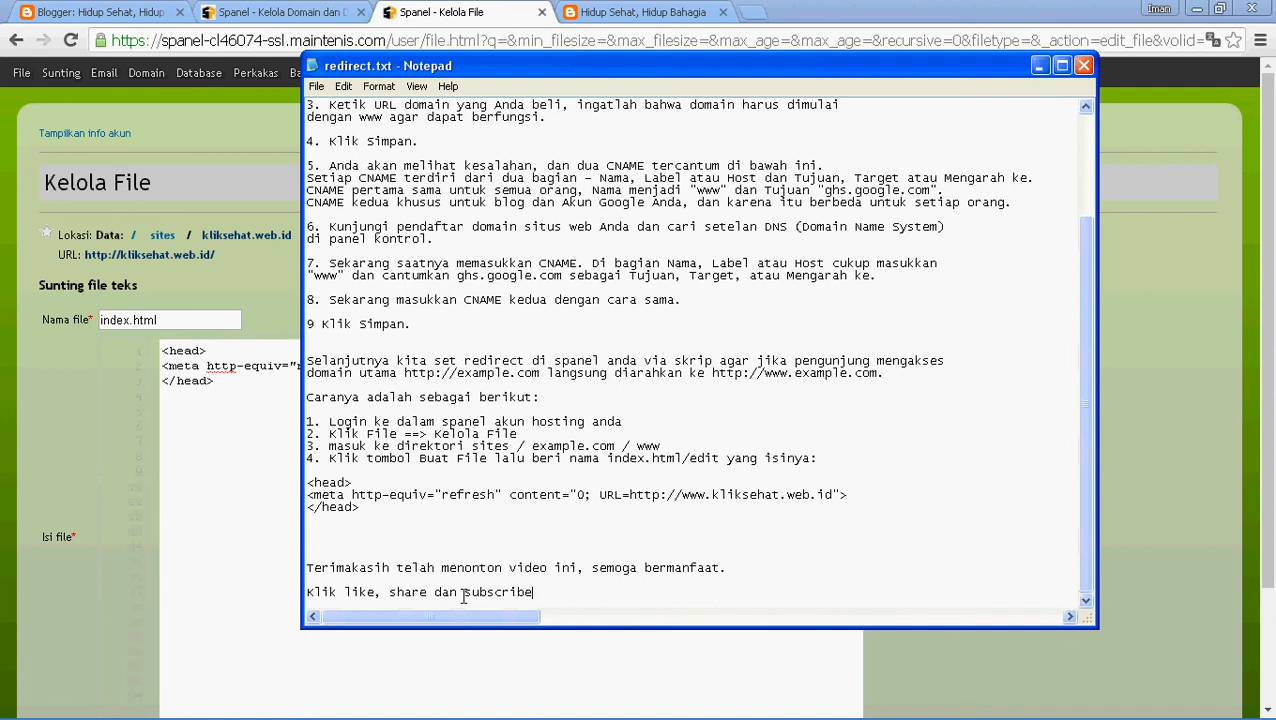 Blogger: Hidup Sehat, Hidup
Spanel - Kelola Domain dan D
Spanel - Kelola File
Hidup Sehat, Hidup Bahagia
Iman
https://spanel-cl46074-ssl.maintenis.com/user/file.html?q=&min_filesize=&max_filesize=&max_age=&max_age=&recursive=0&filetype=&_action=edit_file&volid=
File Sunting Email Domain Database Perkakas
redirect.txt - Notepad
File Edit Format View Help
Tampilkan info akun
Kelola File
Lokasi: Data: / sites / kliksehat.web.id
URL: http://kliksehat.web.id/
Sunting file teks
Nama file* index.html
<head>
<meta http-equiv="r
</head>
Isi file*
3. Ketik URL domain yang Anda beli, ingatlah bahwa domain harus dimulai
dengan www agar dapat berfungsi.
4. Klik Simpan.
5. Anda akan melihat kesalahan, dan dua CNAME tercantum di bawah ini.
Setiap CNAME terdiri dari dua bagian - Nama, Label atau Host dan Tujuan, Target atau Mengarah ke.
CNAME pertama sama untuk semua orang, Nama menjadi "www" dan Tujuan "ghs.google.com".
CNAME kedua khusus untuk blog dan Akun Google Anda, dan karena itu berbeda untuk setiap orang.
6. Kunjungi pendaftar domain situs web Anda dan cari setelan DNS (Domain Name System)
di panel kontrol.
7. Sekarang saatnya memasukkan CNAME. Di bagian Nama, Label atau Host cukup masukkan
"www" dan cantumkan ghs.google.com sebagai Tujuan, Target, atau Mengarah ke.
8. Sekarang masukkan CNAME kedua dengan cara sama.
9 Klik Simpan.
Selanjutnya kita set redirect di spanel anda via skrip agar jika pengunjung mengakses
domain utama http://example.com langsung diarahkan ke http://www.example.com.
Caranya adalah sebagai berikut:
1. Login ke dalam spanel akun hosting anda
2. Klik File ==> Kelola File
3. masuk ke direktori sites / example.com / www
4. Klik tombol Buat File lalu beri nama index.html/edit yang isinya:
<head>
<meta http-equiv="refresh" content="0; URL=http://www.kliksehat.web.id">
</head>
Terimakasih telah menonton video ini, semoga bermanfaat.
Klik like, share dan subscribe